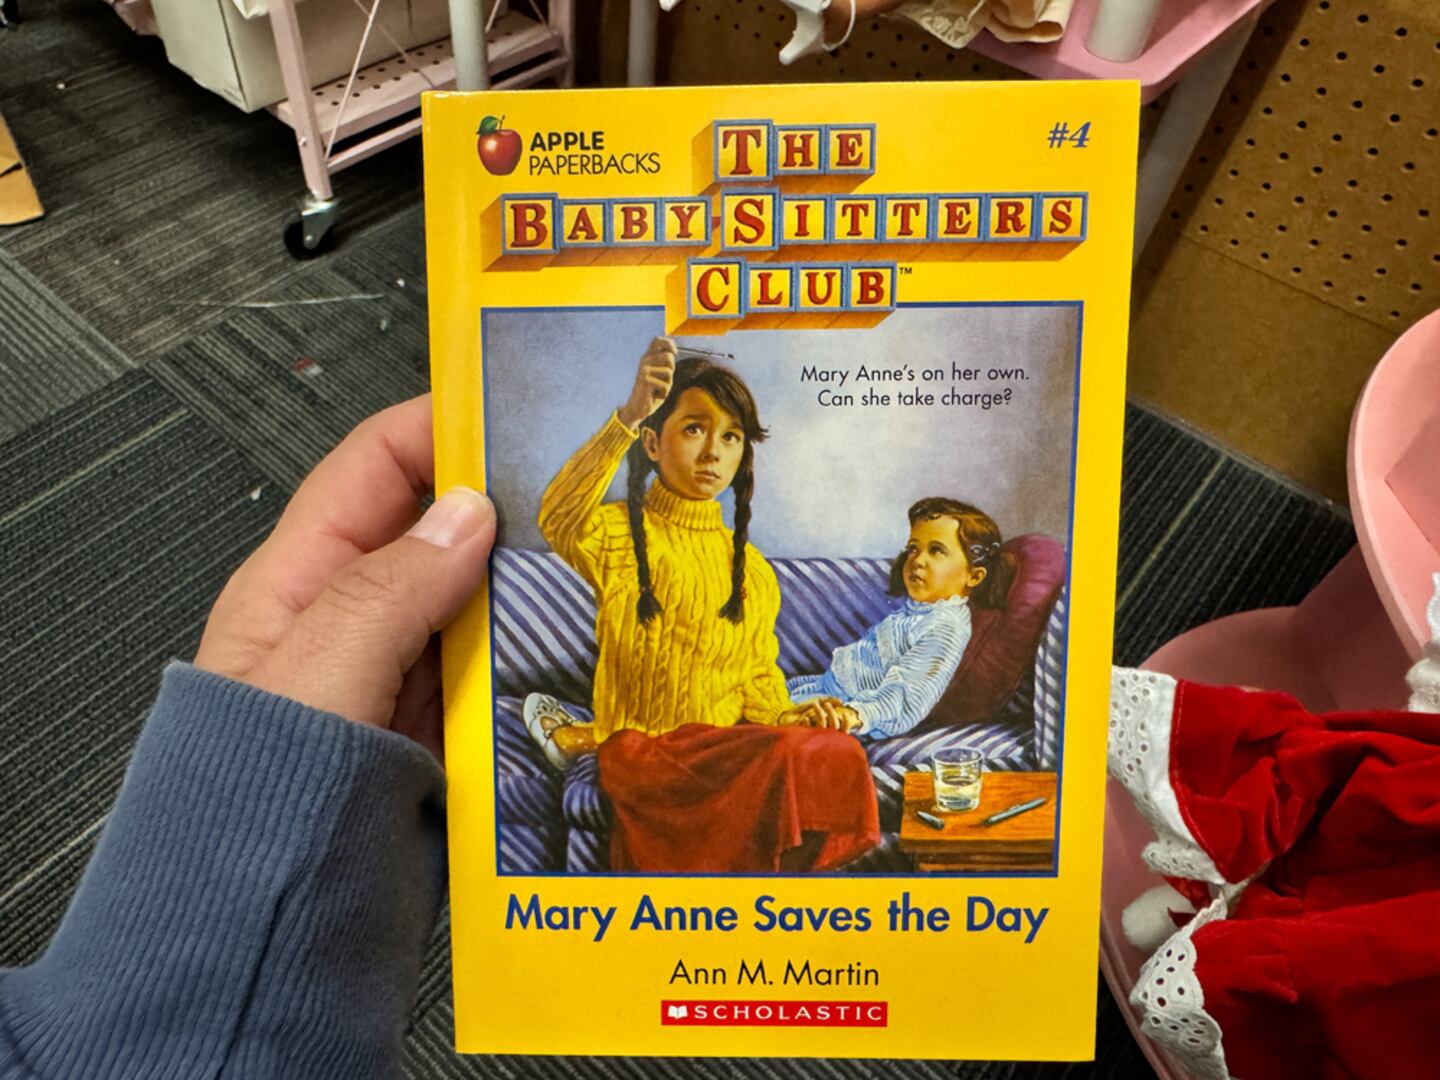 APPLE
PAPERBACKS
#4
THE
BABY-SITTERS
CLUB™
Mary Anne's on her own.
Can she take charge?
Mary Anne Saves the Day
Ann M. Martin
SCHOLASTIC